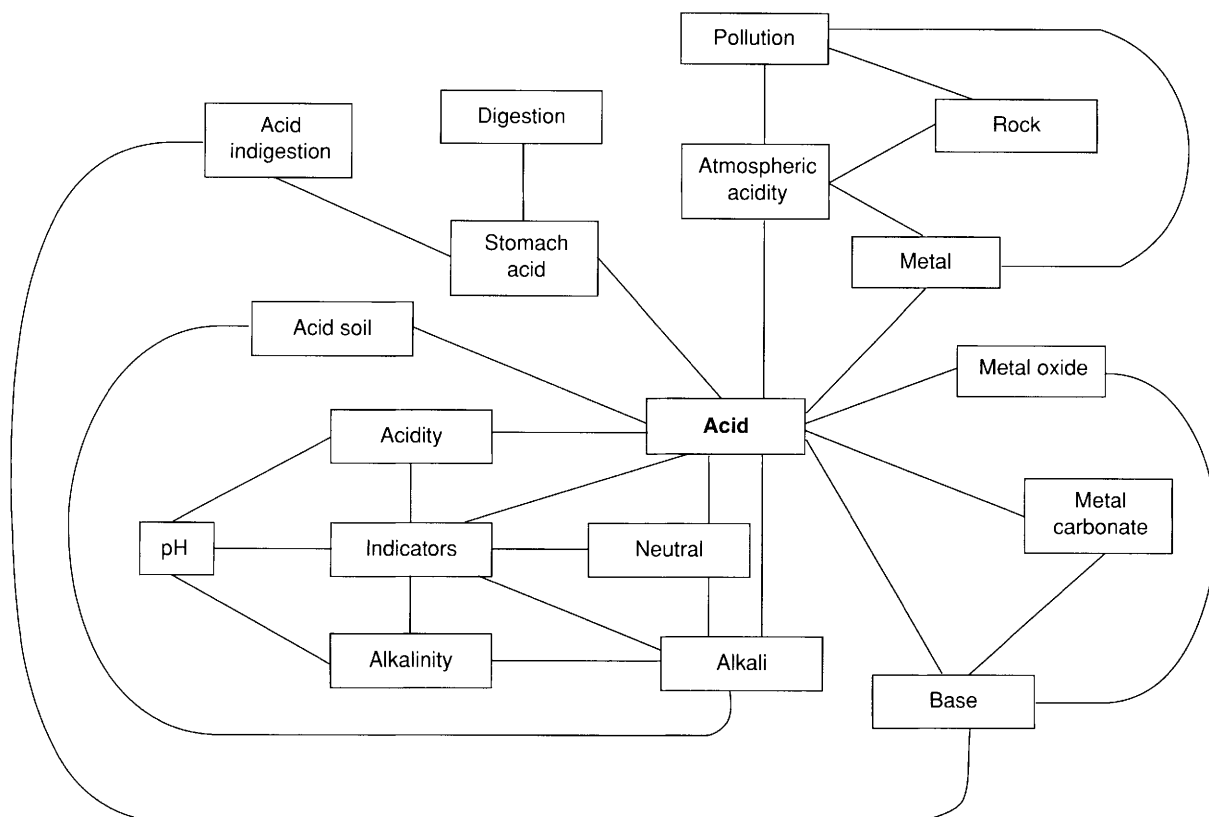 Pollution
Digestion
Acid
indigestion
Rock
Atmospheric
acidity
Stomach
acid
Metal
Acid soil
Metal oxide
Acid
Acidity
Metal
carbonate
pH
Indicators
Neutral
Alkalinity
Alkali
Base